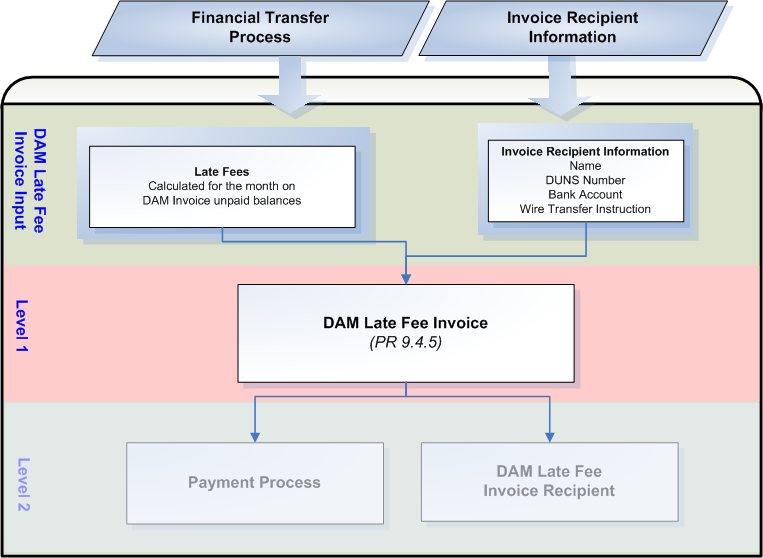 Financial Transfer
Process
Invoice Recipient
Information
DAM Late Fee
Invoice Input
Late Fees
Calculated for the month on
DAM Invoice unpaid balances
Invoice Recipient Information
Name
DUNS Number
Bank Account
Wire Transfer Instruction
Level 1
DAM Late Fee Invoice
(PR 9.4.5)
Level 2
Payment Process
DAM Late Fee
Invoice Recipient